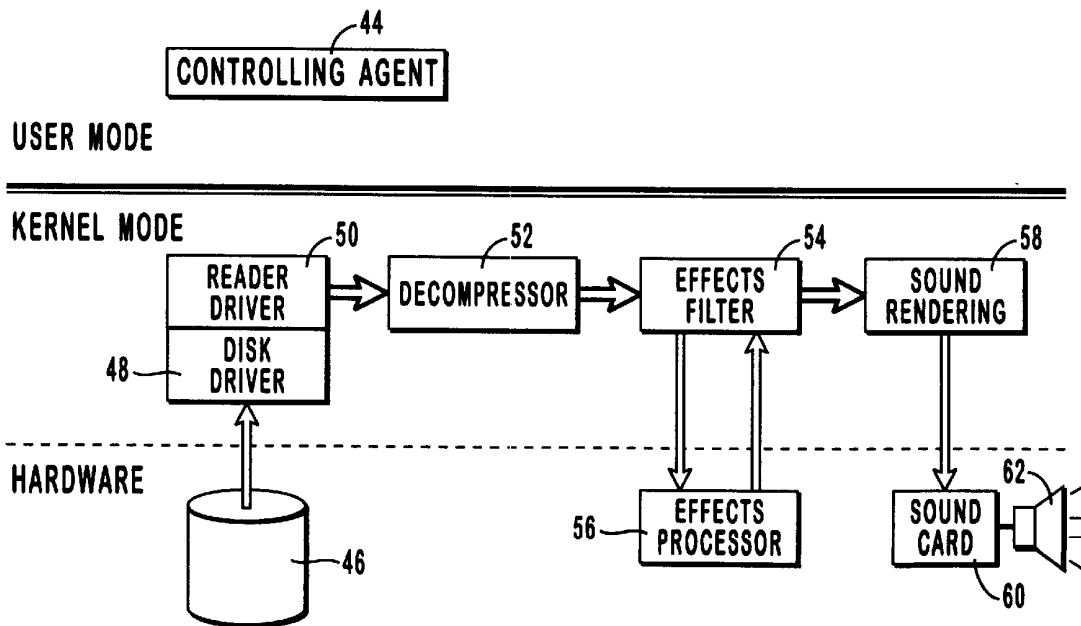 44
CONTROLLING AGENT
USER MODE
KERNEL MODE
50
52
54
58
READER
DRIVER
DECOMPRESSOR
EFFECTS
FILTER
SOUND
RENDERING
48
DISK
DRIVER
HARDWARE
62
46
56
EFFECTS
PROCESSOR
SOUND
CARD
60